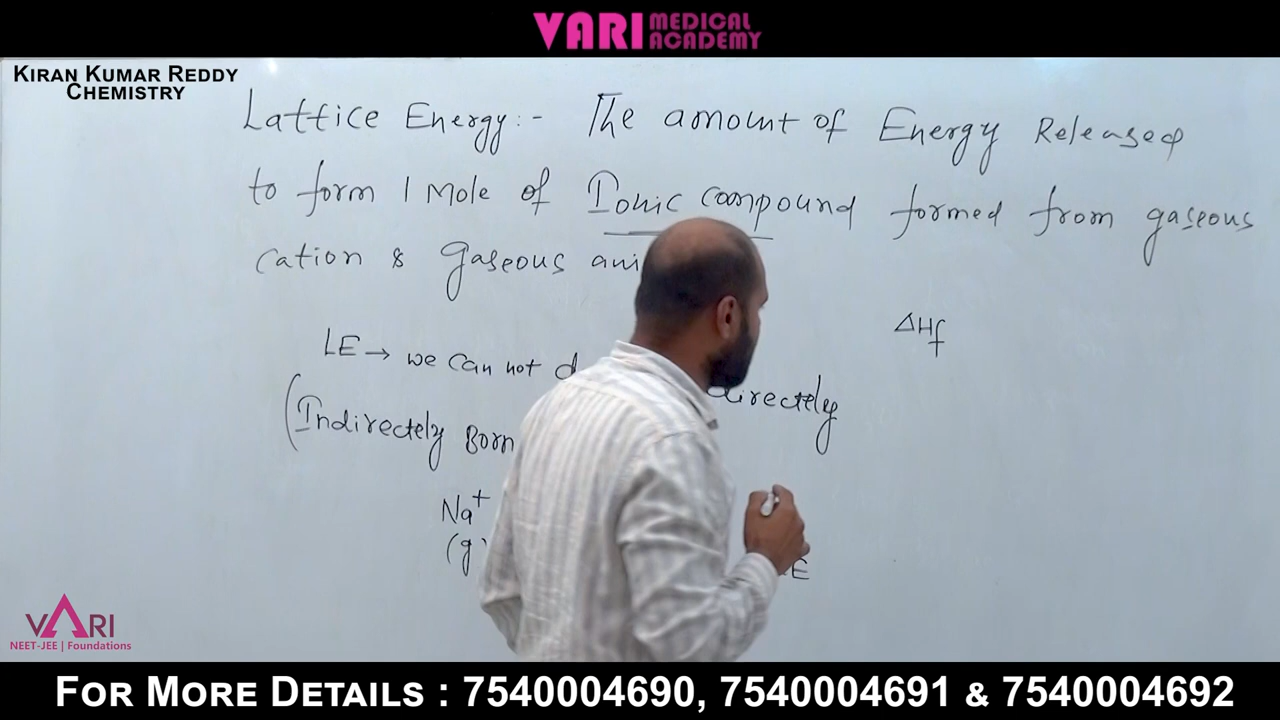 VARI MEDICAL ACADEMY
KIRAN KUMAR REDDY
CHEMISTRY
Lattice Energy:- The amount of Energy Released
to form 1 Mole of Ionic compound formed from gaseous
cation & gaseous ani
ΔHf
LE → we can not d directely
(Indirectely Born
Na+
(g)
E
VARI
NEET-JEE | Foundations
FOR MORE DETAILS : 7540004690, 7540004691 & 7540004692